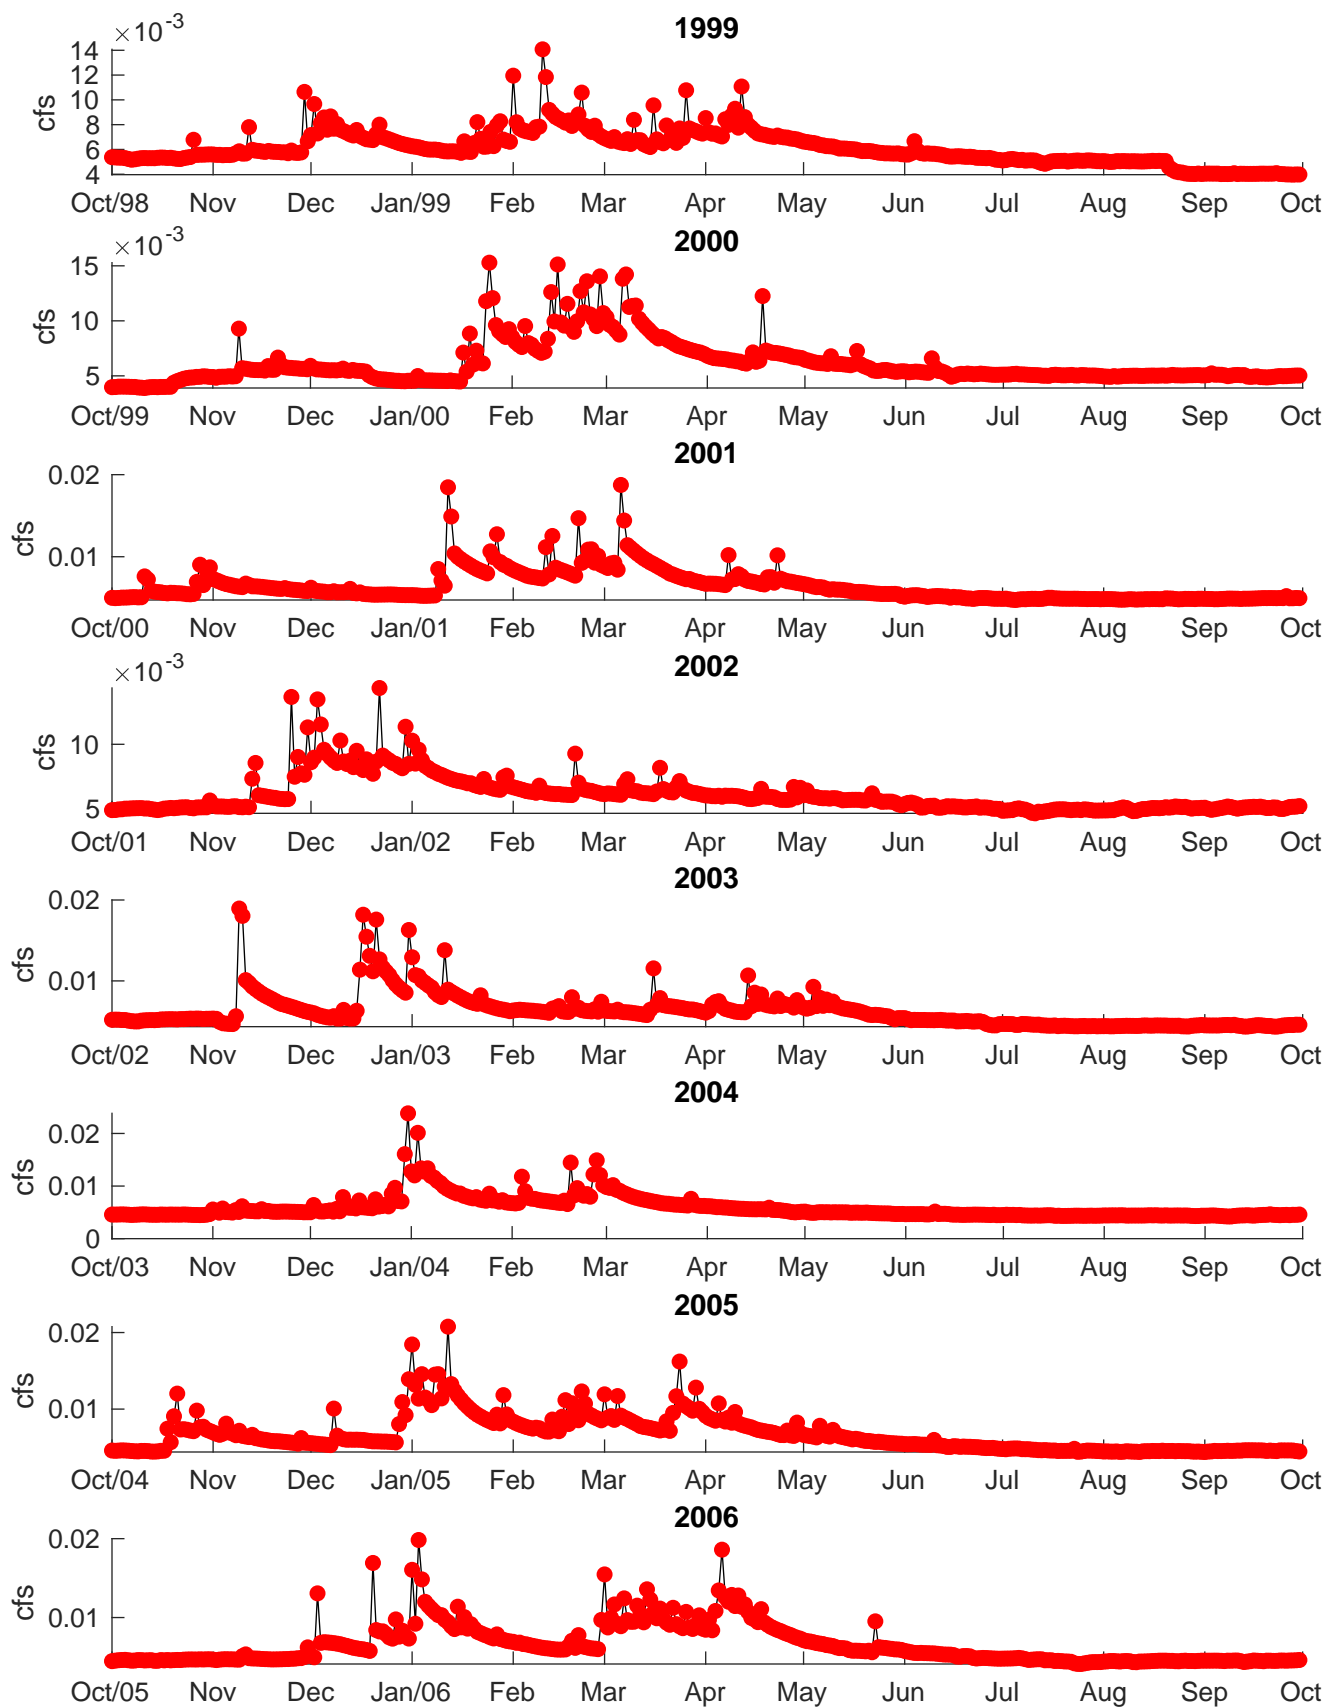 1999
×10-3
cfs
14
12
10
8
6
4
Oct/98 Nov Dec Jan/99 Feb Mar Apr May Jun Jul Aug Sep Oct
2000
×10-3
cfs
15
10
5
Oct/99 Nov Dec Jan/00 Feb Mar Apr May Jun Jul Aug Sep Oct
2001
cfs
0.02
0.01
Oct/00 Nov Dec Jan/01 Feb Mar Apr May Jun Jul Aug Sep Oct
2002
×10-3
cfs
10
5
Oct/01 Nov Dec Jan/02 Feb Mar Apr May Jun Jul Aug Sep Oct
2003
cfs
0.02
0.01
Oct/02 Nov Dec Jan/03 Feb Mar Apr May Jun Jul Aug Sep Oct
2004
cfs
0.02
0.01
0
Oct/03 Nov Dec Jan/04 Feb Mar Apr May Jun Jul Aug Sep Oct
2005
cfs
0.02
0.01
Oct/04 Nov Dec Jan/05 Feb Mar Apr May Jun Jul Aug Sep Oct
2006
cfs
0.02
0.01
Oct/05 Nov Dec Jan/06 Feb Mar Apr May Jun Jul Aug Sep Oct